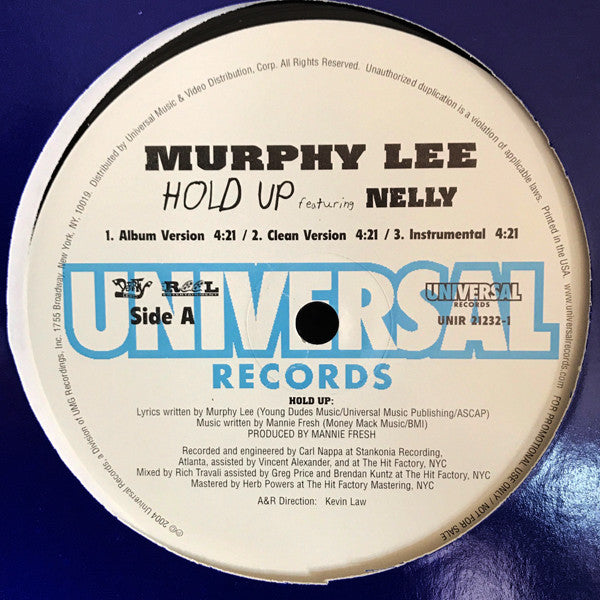 MURPHY LEE
HOLD UP featuring NELLY
1. Album Version 4:21 / 2. Clean Version 4:21 / 3. Instrumental 4:21
UNIVERSAL
RECORDS
Derrty
REEL
ENTERTAINMENT
Side A
UNIVERSAL
RECORDS
UNIR 21232-1
HOLD UP:
Lyrics written by Murphy Lee (Young Dudes Music/Universal Music Publishing/ASCAP)
Music written by Mannie Fresh (Money Mack Music/BMI)
PRODUCED BY MANNIE FRESH
Recorded and engineered by Carl Nappa at Stankonia Recording,
Atlanta, assisted by Vincent Alexander, and at The Hit Factory, NYC
Mixed by Rich Travali assisted by Greg Price and Brendan Kuntz at The Hit Factory, NYC
Mastered by Herb Powers at The Hit Factory Mastering, NYC
A&R Direction: Kevin Law
℗© 2004 Universal Records, a Division of UMG Recordings, Inc. 1755 Broadway, New York, NY, 10019. Distributed by Universal Music & Video Distribution, Corp. All Rights Reserved. Unauthorized duplication is a violation of applicable laws. Printed in the USA. www.universalrecords.com FOR PROMOTIONAL USE ONLY / NOT FOR SALE